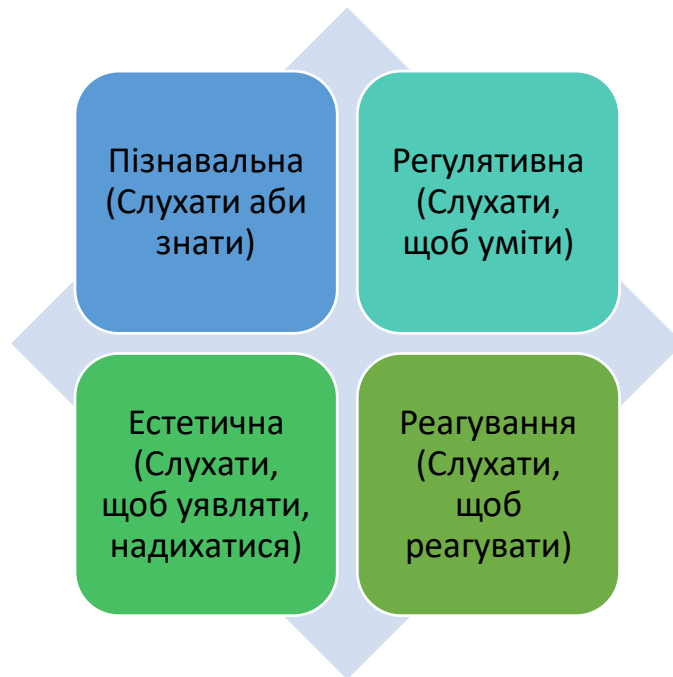 Пізнавальна
(Слухати аби
знати)
Регулятивна
(Слухати,
щоб уміти)
Естетична
(Слухати,
щоб уявляти,
надихатися)
Реагування
(Слухати,
щоб
реагувати)